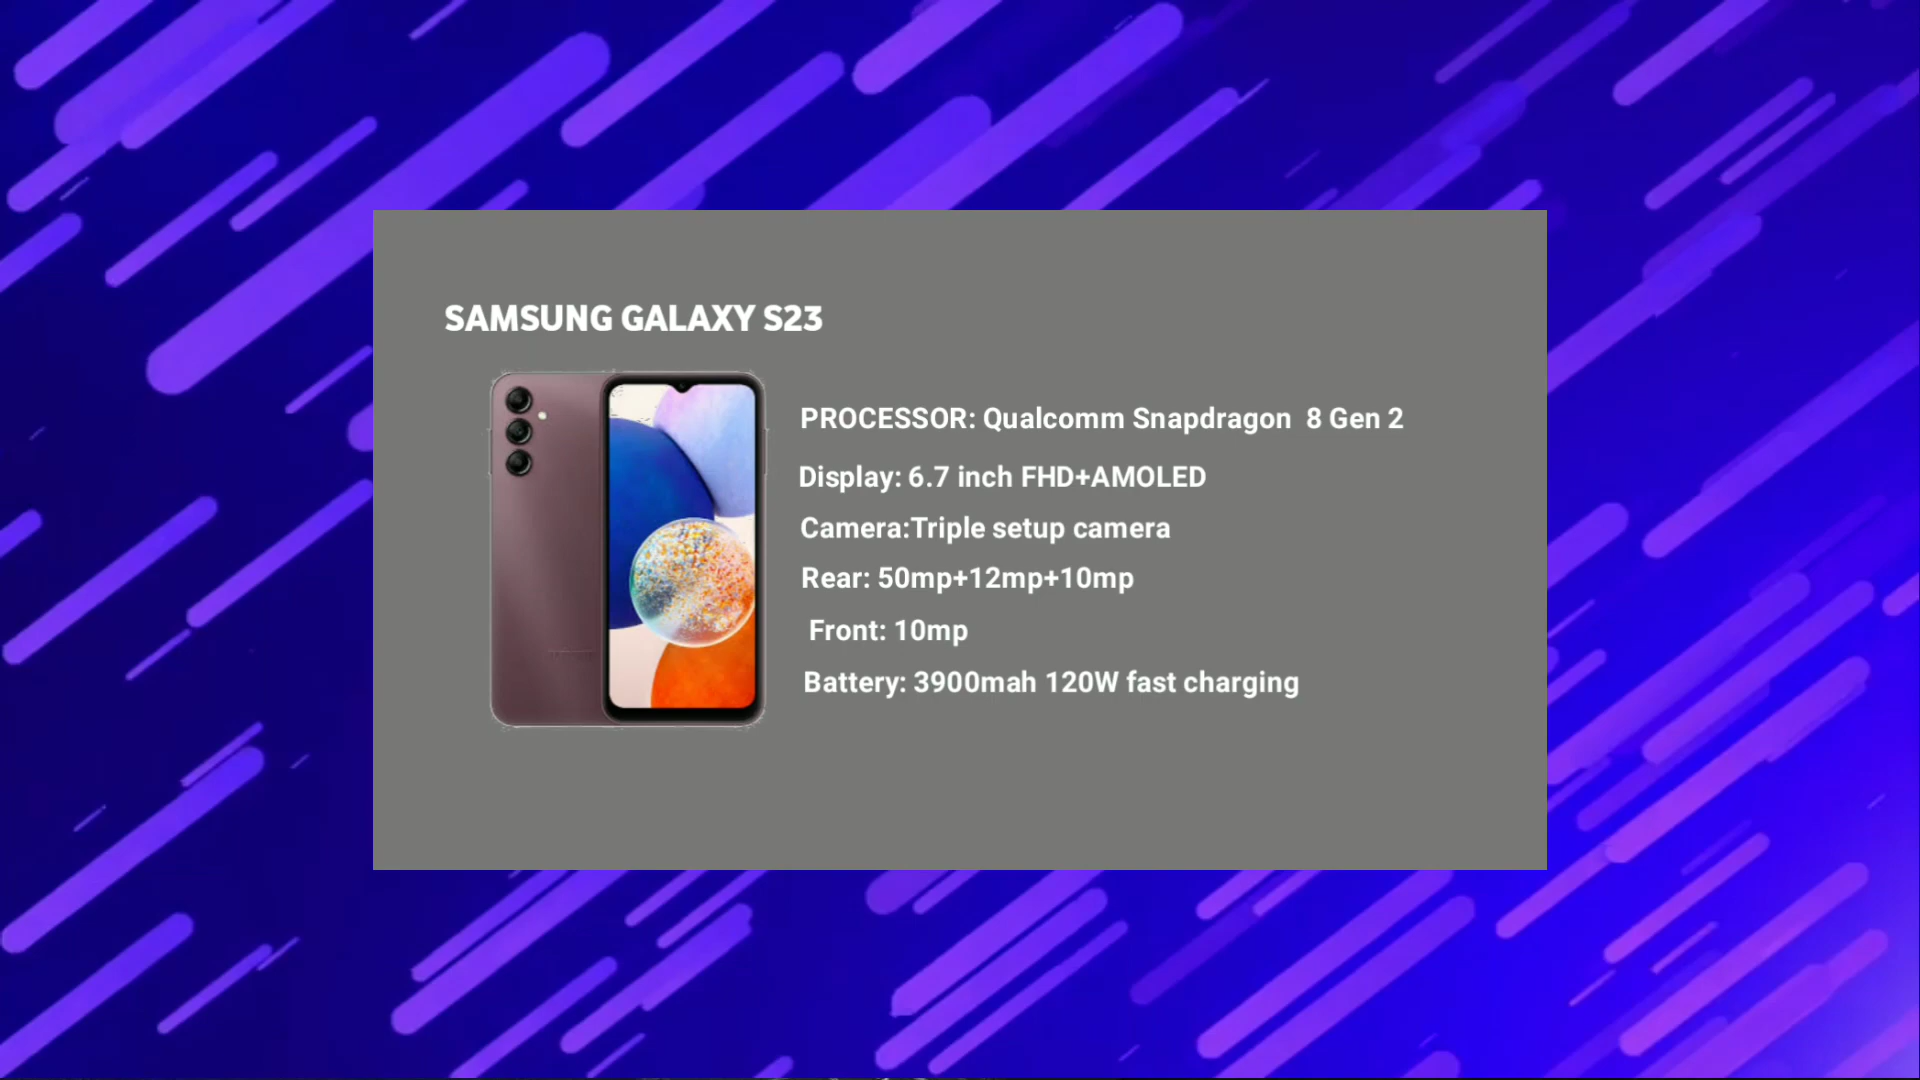 SAMSUNG GALAXY S23
PROCESSOR: Qualcomm Snapdragon 8 Gen 2
Display: 6.7 inch FHD+AMOLED
Camera:Triple setup camera
Rear: 50mp+12mp+10mp
Front: 10mp
Battery: 3900mah 120W fast charging